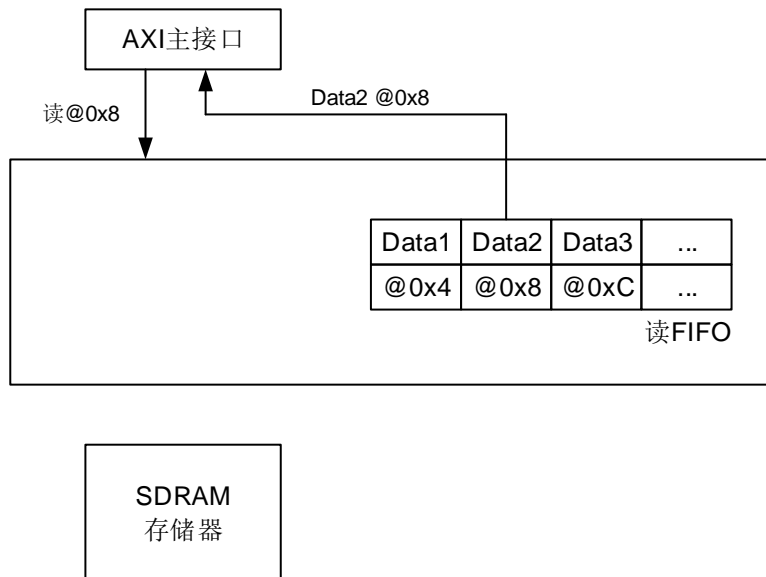 AXI主接口
读@0x8
Data2 @0x8
Data1 Data2 Data3 ...
@0x4 @0x8 @0xC ...
读FIFO
SDRAM
存储器